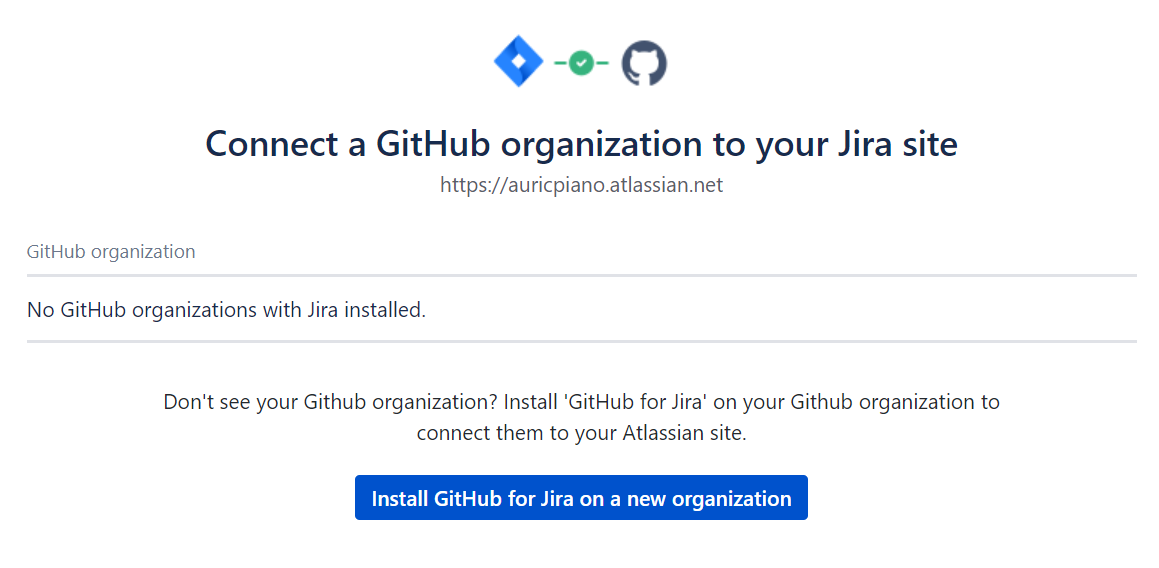 Connect a GitHub organization to your Jira site
https://auricpiano.atlassian.net
GitHub organization
No GitHub organizations with Jira installed.
Don't see your Github organization? Install 'GitHub for Jira' on your Github organization to
connect them to your Atlassian site.
Install GitHub for Jira on a new organization